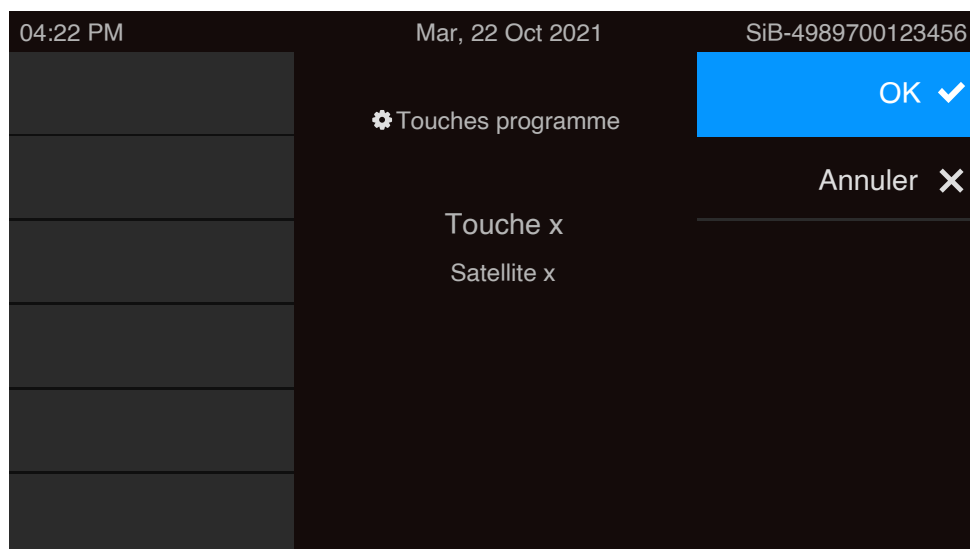 04:22 PM Mar, 22 Oct 2021 SiB-4989700123456
OK
Touches programme
Annuler
Touche x
Satellite x